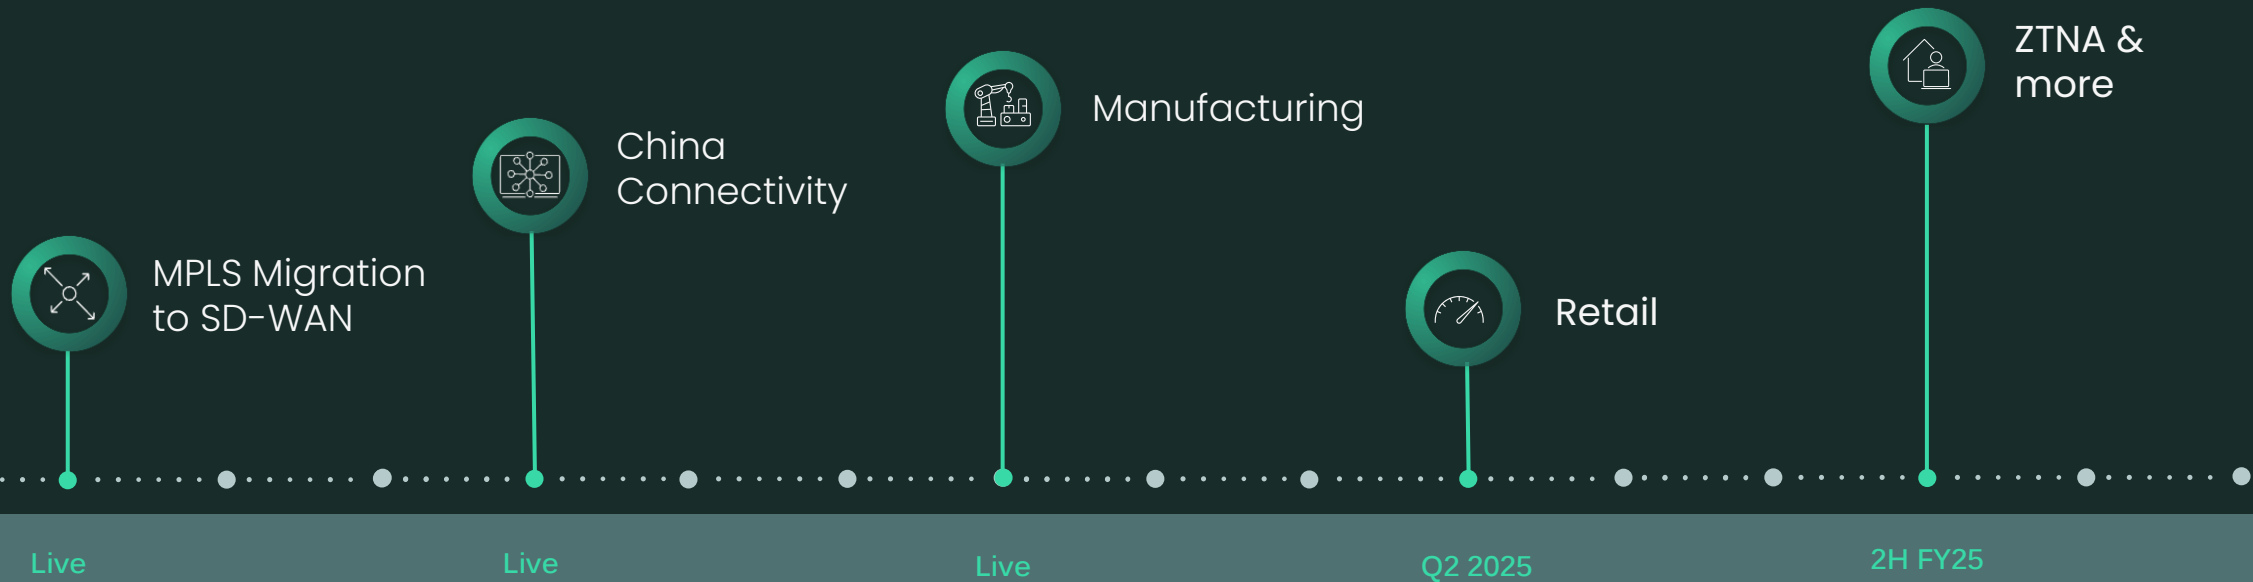 MPLS Migration
to SD-WAN
China
Connectivity
Manufacturing
Retail
ZTNA &
more
Live
Live
Live
Q2 2025
2H FY25